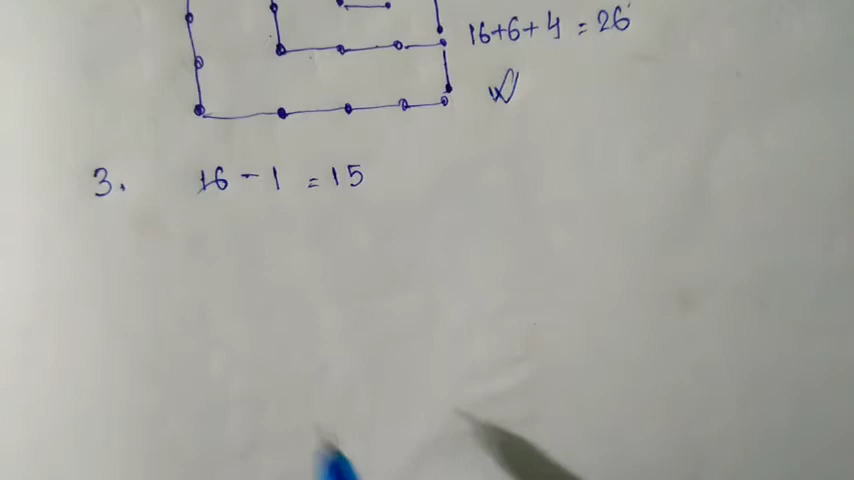 16+6+4 = 26
3. 16 - 1 = 15